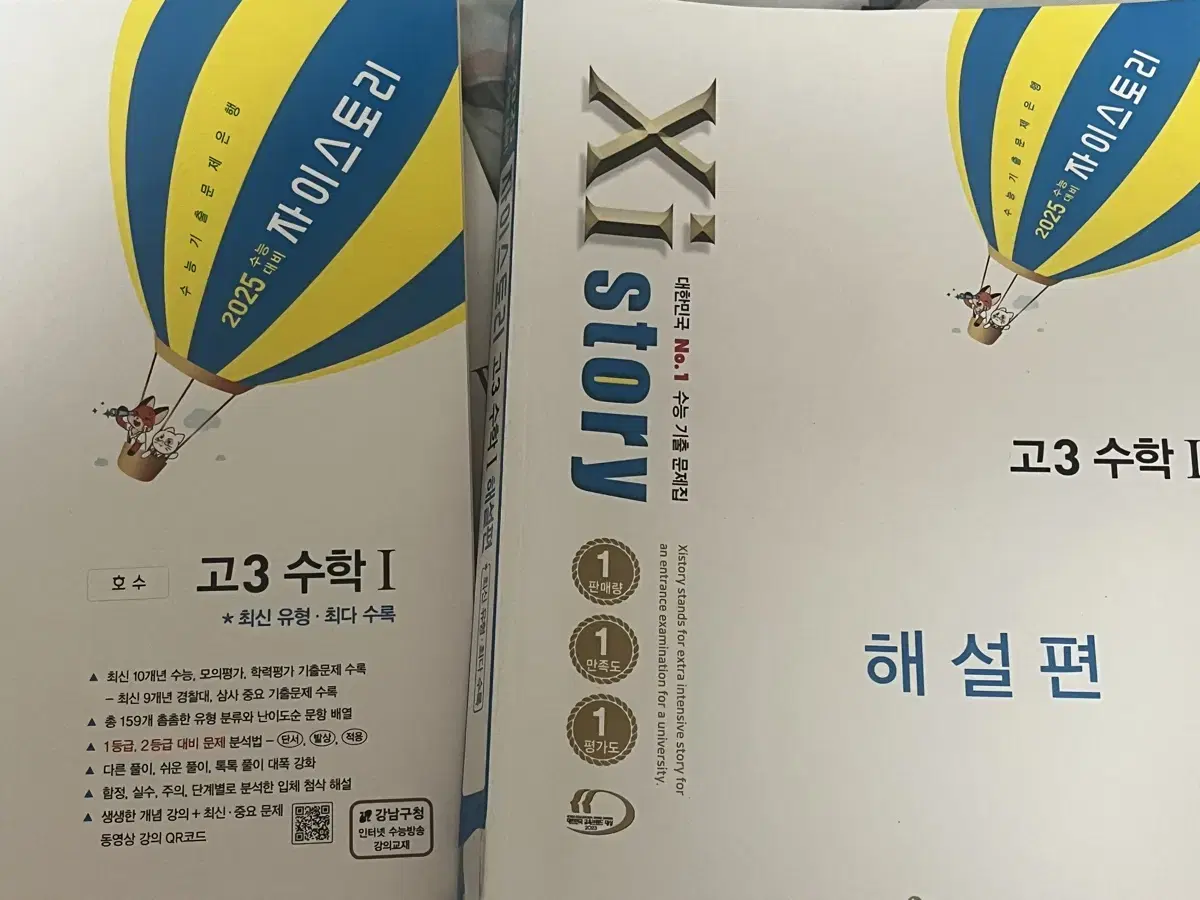 수능기출문제은행
2025 수능 대비 자이스토리
호수
고3 수학 I
★ 최신 유형 · 최다 수록
▲ 최신 10개년 수능, 모의평가, 학력평가 기출문제 수록
– 최신 9개년 경찰대, 삼사 중요 기출문제 수록
▲ 총 159개 촘촘한 유형 분류와 난이도순 문항 배열
▲ 1등급, 2등급 대비 문제 분석법 – 단서, 발상, 적용
▲ 다른 풀이, 쉬운 풀이, 톡톡 풀이 대폭 강화
▲ 함정, 실수, 주의, 단계별로 분석한 입체 첨삭 해설
▲ 생생한 개념 강의 + 최신·중요 문제
동영상 강의 QR코드
강남구청
인터넷 수능방송
강의교재
자이스토리 고3 수학 I 해설편 (★최신 유형·최다 수록)
Xi story
대한민국 No.1 수능 기출 문제집
Xistory stands for extra intensive story for
an entrance examination for a university.
1 판매량
1 만족도
1 평가도
2023
수능기출문제은행
2025 수능 대비 자이스토리
고3 수학 I
해설편